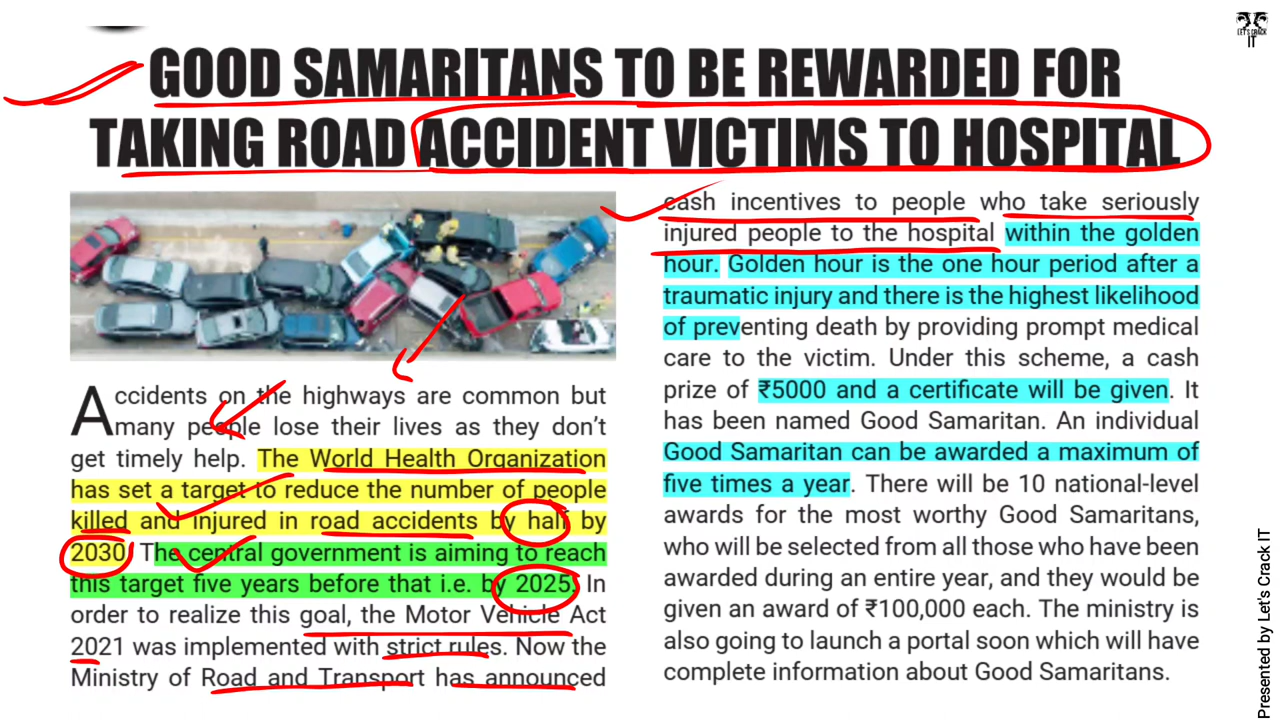 LET'S CRACK
IT
GOOD SAMARITANS TO BE REWARDED FOR
TAKING ROAD ACCIDENT VICTIMS TO HOSPITAL
Accidents on the highways are common but
many people lose their lives as they don't
get timely help. The World Health Organization
has set a target to reduce the number of people
killed and injured in road accidents by half by
2030. The central government is aiming to reach
this target five years before that i.e. by 2025. In
order to realize this goal, the Motor Vehicle Act
2021 was implemented with strict rules. Now the
Ministry of Road and Transport has announced
cash incentives to people who take seriously
injured people to the hospital within the golden
hour. Golden hour is the one hour period after a
traumatic injury and there is the highest likelihood
of preventing death by providing prompt medical
care to the victim. Under this scheme, a cash
prize of ₹5000 and a certificate will be given. It
has been named Good Samaritan. An individual
Good Samaritan can be awarded a maximum of
five times a year. There will be 10 national-level
awards for the most worthy Good Samaritans,
who will be selected from all those who have been
awarded during an entire year, and they would be
given an award of ₹100,000 each. The ministry is
also going to launch a portal soon which will have
complete information about Good Samaritans.
Presented by Let's Crack IT